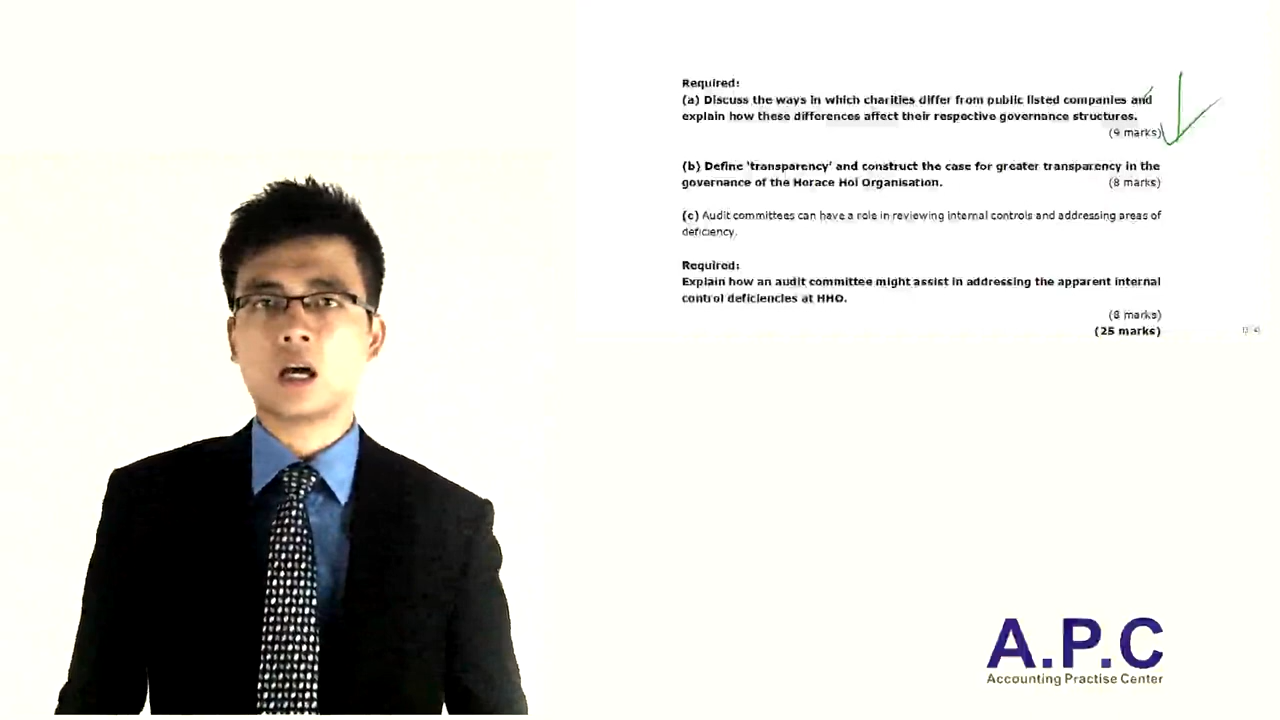 Required:
(a) Discuss the ways in which charities differ from public listed companies and
explain how these differences affect their respective governance structures.
(9 marks)
(b) Define 'transparency' and construct the case for greater transparency in the
governance of the Horace Hoi Organisation.
(8 marks)
(c) Audit committees can have a role in reviewing internal controls and addressing areas of
deficiency.
Required:
Explain how an audit committee might assist in addressing the apparent internal
control deficiencies at HHO.
(8 marks)
(25 marks)
A.P.C
Accounting Practise Center